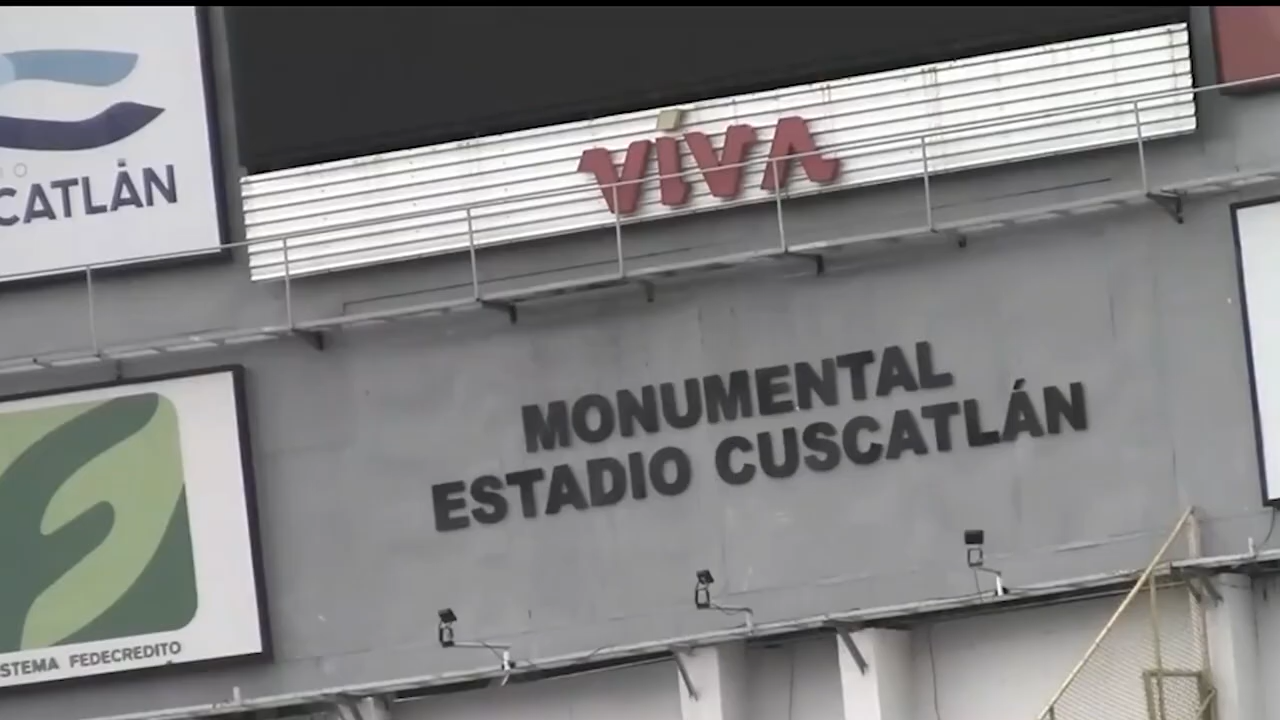 CATLÁN
VIVA
MONUMENTAL
ESTADIO CUSCATLÁN
STEMA FEDECREDITO